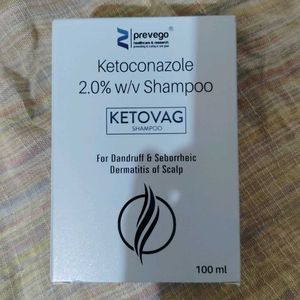 prevego
healthcare & research
Ketoconazole
2.0% w/v Shampoo
KETOVAG
SHAMPOO
For Dandruff & Seborrheic
Dermatitis of Scalp
100 ml